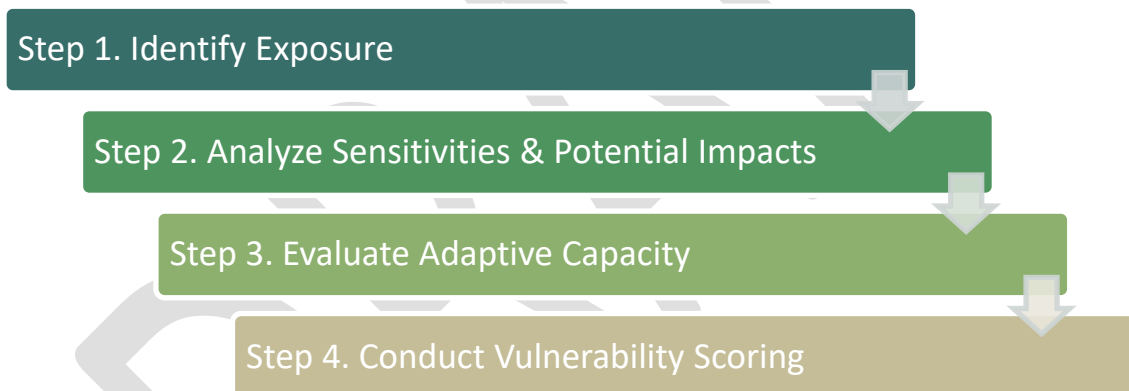 Step 1. Identify Exposure
Step 2. Analyze Sensitivities & Potential Impacts
Step 3. Evaluate Adaptive Capacity
Step 4. Conduct Vulnerability Scoring